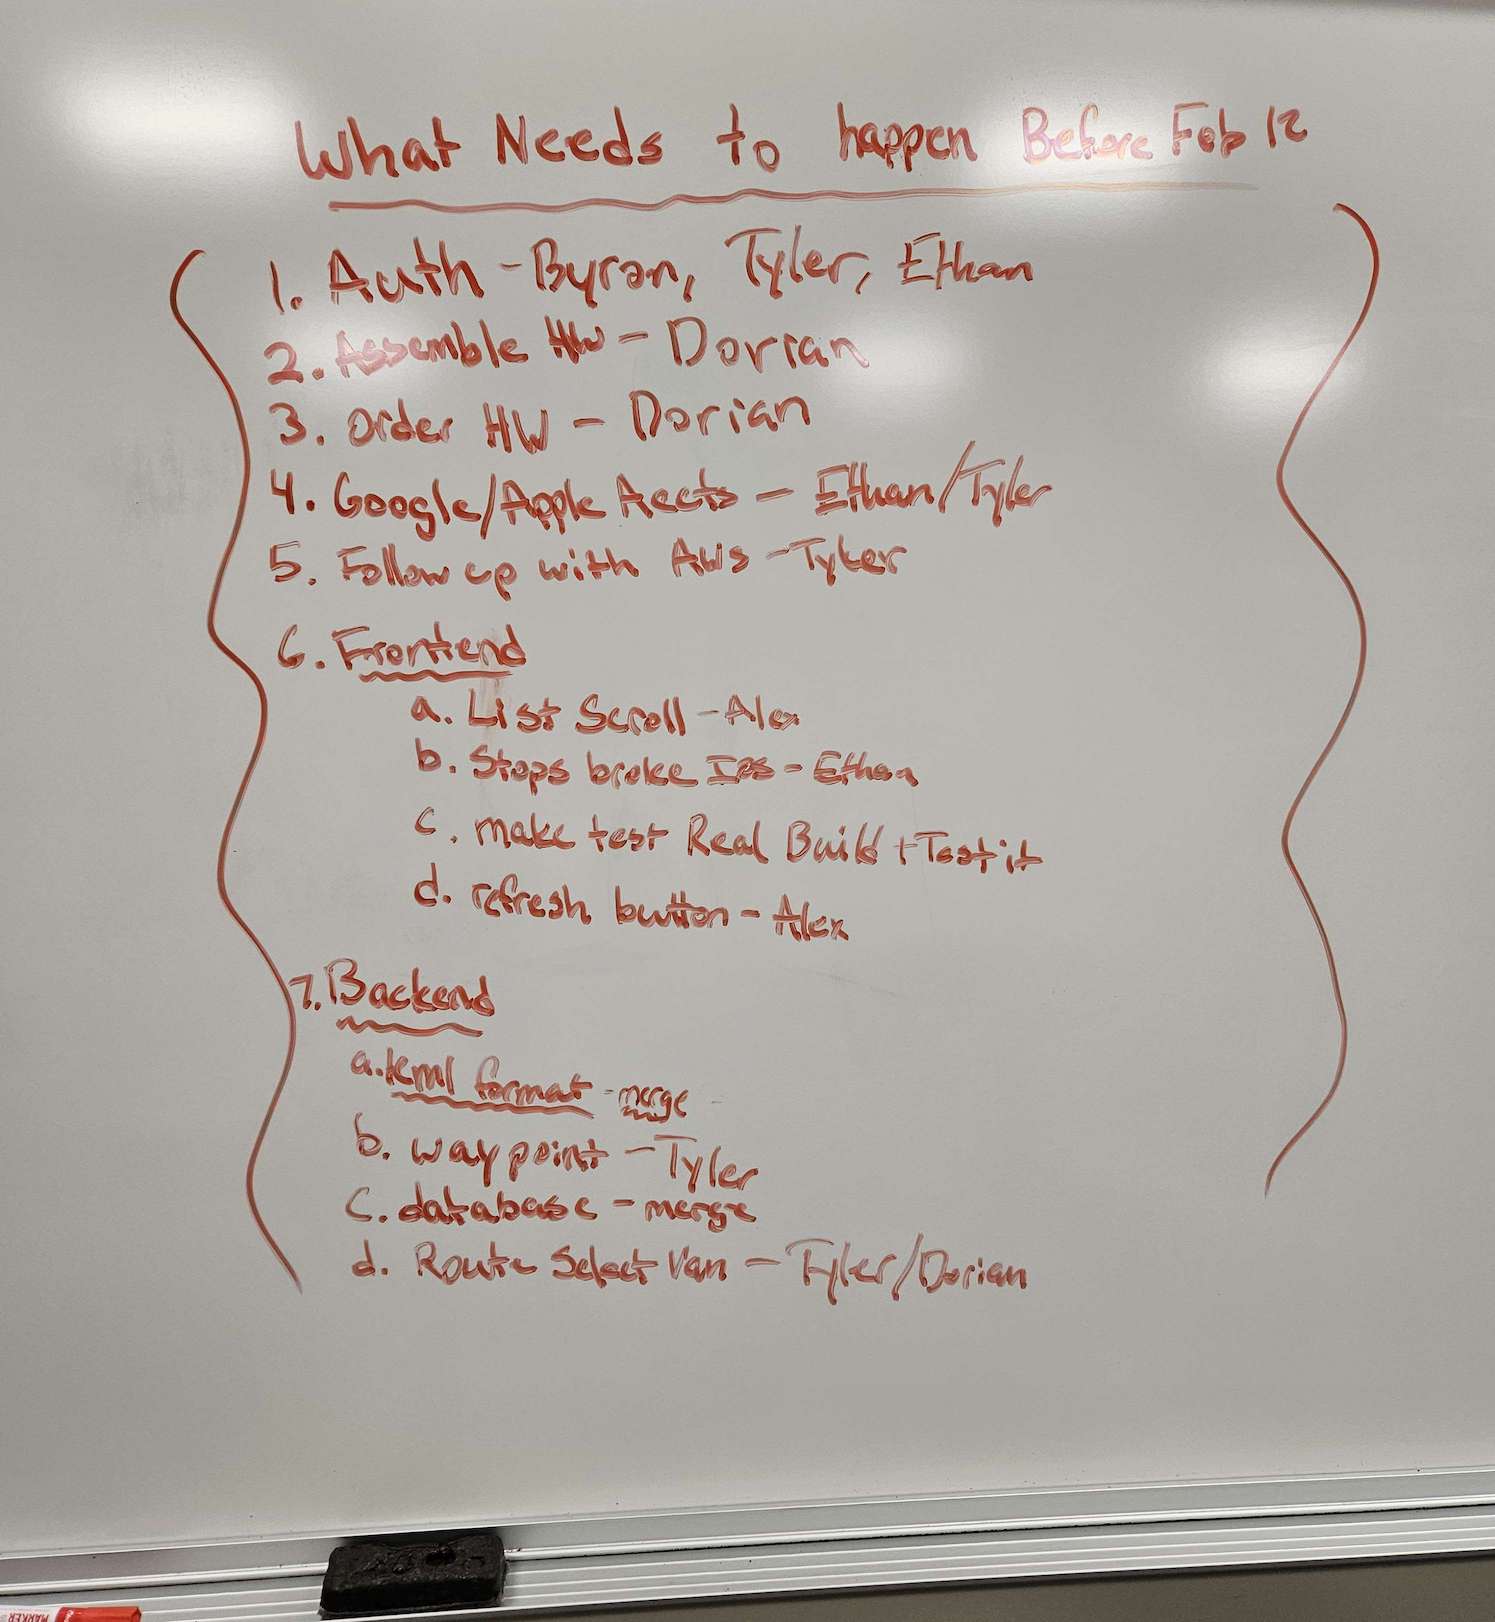 What Needs to happen Before Feb 12
1. Auth - Byron, Tyler, Ethan
2. Assemble HW - Dorian
3. Order HW - Dorian
4. Google/Apple Accts - Ethan/Tyler
5. Follow up with AWS - Tyler
6. Frontend
a. List Scroll - Alex
b. Stops broke - Ethan
c. make test Real Build + Test it
d. refresh button - Alex
7. Backend
a. kml format - merge
b. waypoint - Tyler
C. database - merge
d. Route Select Van - Tyler/Dorian
MARKER